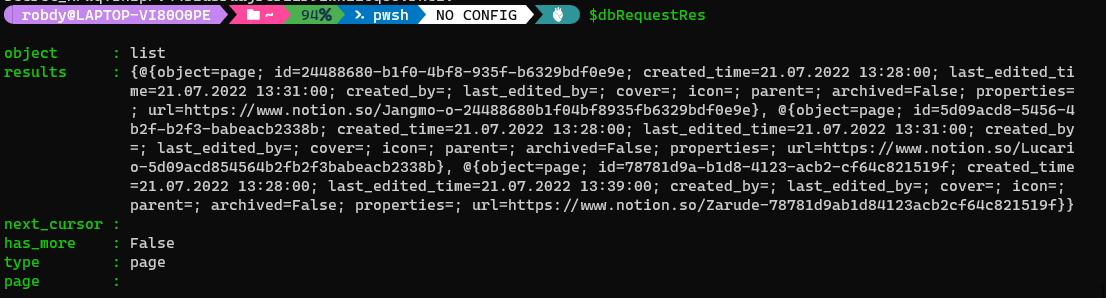 robdy@LAPTOP-VI80O0PE ~ 94% pwsh NO CONFIG $dbRequestRes
object : list
results : {@{object=page; id=24488680-b1f0-4bf8-935f-b6329bdf0e9e; created_time=21.07.2022 13:28:00; last_edited_ti
me=21.07.2022 13:31:00; created_by=; last_edited_by=; cover=; icon=; parent=; archived=False; properties=
; url=https://www.notion.so/Jangmo-o-24488680b1f04bf8935fb6329bdf0e9e}, @{object=page; id=5d09acd8-5456-4
b2f-b2f3-babeacb2338b; created_time=21.07.2022 13:28:00; last_edited_time=21.07.2022 13:31:00; created_by
=; last_edited_by=; cover=; icon=; parent=; archived=False; properties=; url=https://www.notion.so/Lucari
o-5d09acd854564b2fb2f3babeacb2338b}, @{object=page; id=78781d9a-b1d8-4123-acb2-cf64c821519f; created_time
=21.07.2022 13:28:00; last_edited_time=21.07.2022 13:39:00; created_by=; last_edited_by=; cover=; icon=;
parent=; archived=False; properties=; url=https://www.notion.so/Zarude-78781d9ab1d84123acb2cf64c821519f}}
next_cursor :
has_more : False
type : page
page :